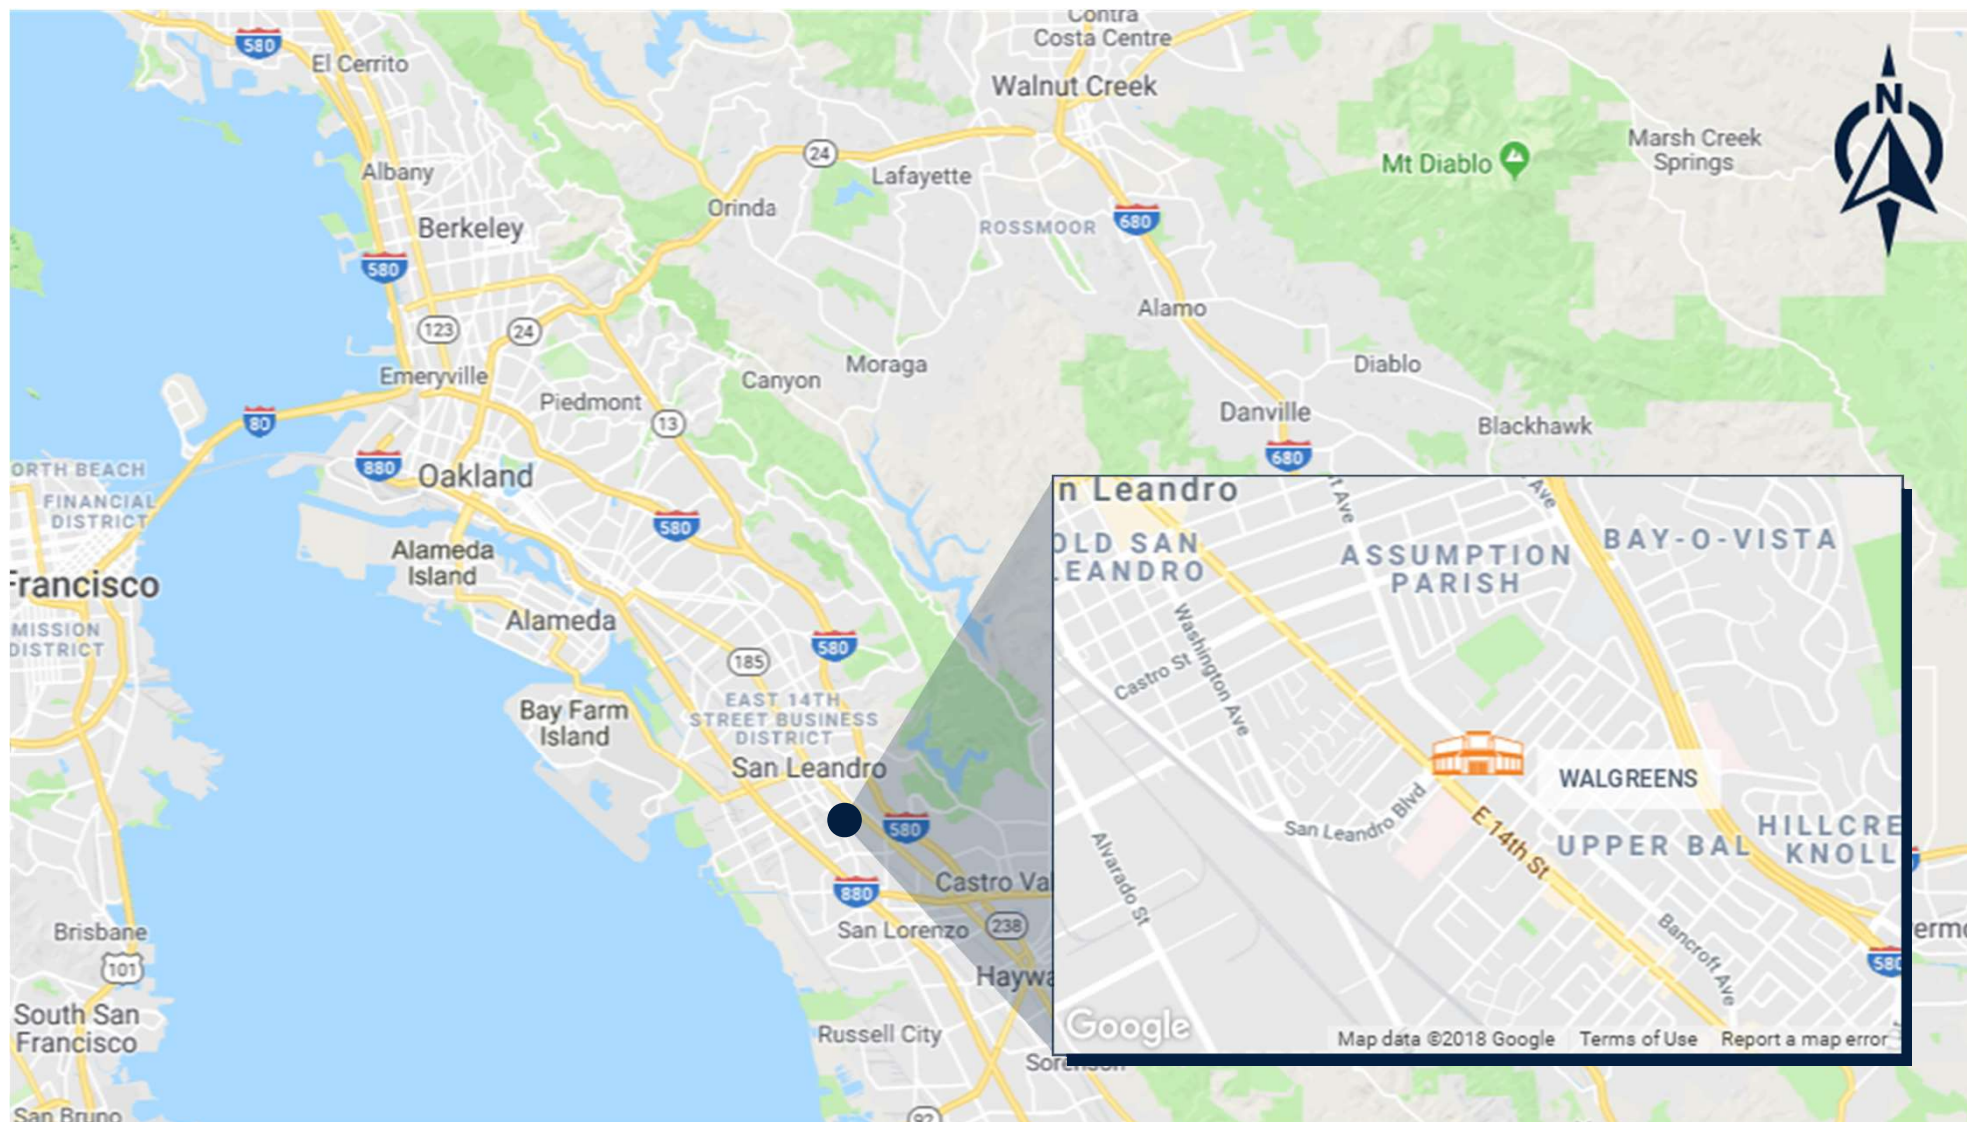 580
El Cerrito
Contra
Costa Centre
Walnut Creek
N
24
Albany
Lafayette
Mt Diablo
Marsh Creek
Springs
Orinda
Berkeley
ROSSMOOR
680
580
Alamo
123
24
Emeryville
Piedmont
Canyon
Moraga
Diablo
13
80
Danville
Blackhawk
ORTH BEACH
880
Oakland
680
FINANCIAL
DISTRICT
580
Alameda
Island
Francisco
Alameda
MISSION
DISTRICT
580
185
EAST 14TH
STREET BUSINESS
DISTRICT
Bay Farm
Island
San Leandro
580
880
Castro Val
San Lorenzo
238
Haywa
Brisbane
101
South San
Francisco
Russell City
Sorenson
San Bruno
92
n Leandro
t Ave
Ave
OLD SAN
LEANDRO
ASSUMPTION
PARISH
BAY-O-VISTA
Washington Ave
Castro St
WALGREENS
San Leandro Blvd
E 14th St
UPPER BAL
HILLCRE
KNOLL
Alvarado St
Bancroft Ave
580
ermo
Google
Map data ©2018 Google
Terms of Use
Report a map error